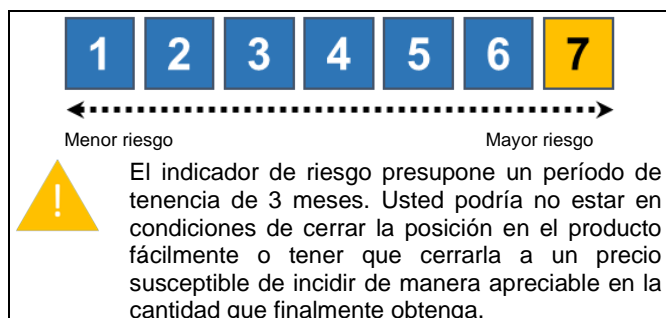 1 2 3 4 5 6 7
Menor riesgo Mayor riesgo
!
El indicador de riesgo presupone un período de
tenencia de 3 meses. Usted podría no estar en
condiciones de cerrar la posición en el producto
fácilmente o tener que cerrarla a un precio
susceptible de incidir de manera apreciable en la
cantidad que finalmente obtenga.